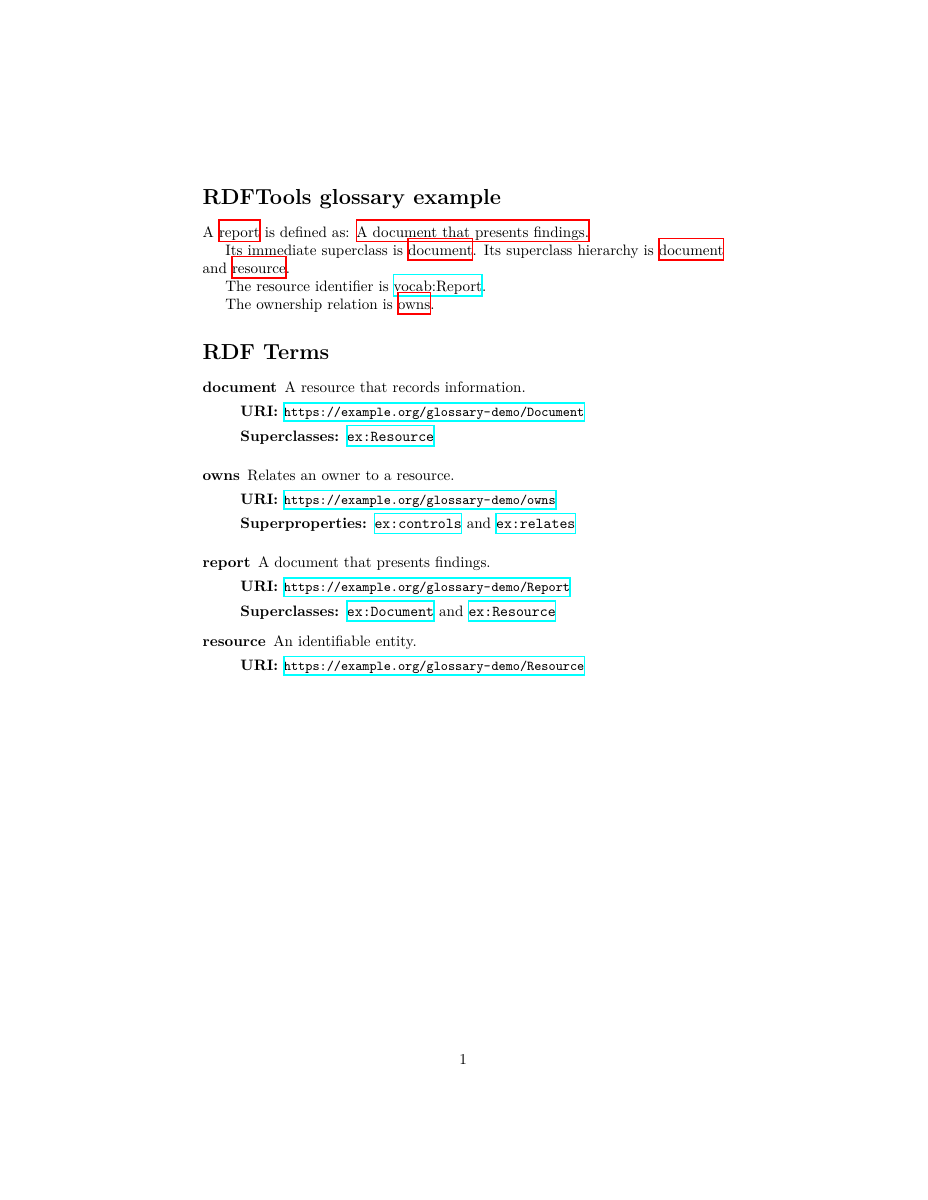 RDFTools glossary example
A report is defined as: A document that presents findings.
Its immediate superclass is document. Its superclass hierarchy is document
and resource.
The resource identifier is vocab:Report.
The ownership relation is owns.
RDF Terms
document A resource that records information.
URI: https://example.org/glossary-demo/Document
Superclasses: ex:Resource
owns Relates an owner to a resource.
URI: https://example.org/glossary-demo/owns
Superproperties: ex:controls and ex:relates
report A document that presents findings.
URI: https://example.org/glossary-demo/Report
Superclasses: ex:Document and ex:Resource
resource An identifiable entity.
URI: https://example.org/glossary-demo/Resource
1